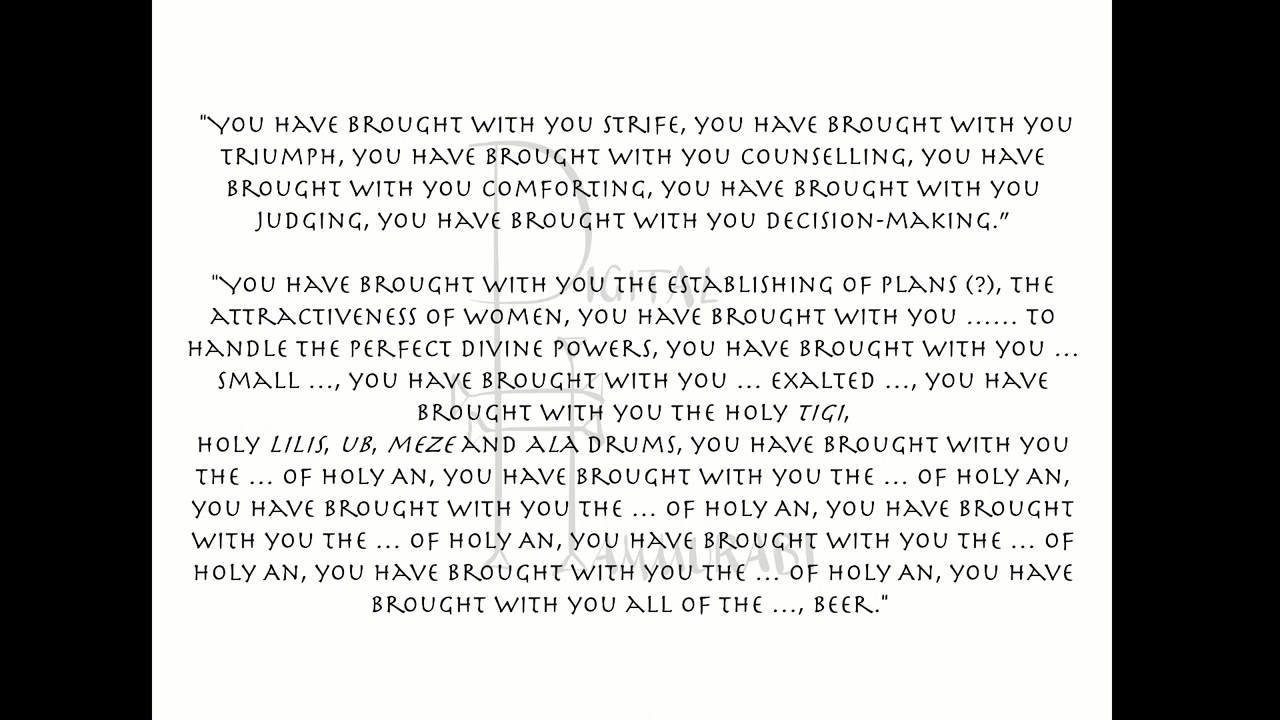 "You have brought with you strife, you have brought with you
triumph, you have brought with you counselling, you have
brought with you comforting, you have brought with you
judging, you have brought with you decision-making.”
"You have brought with you the establishing of plans (?), the
attractiveness of women, you have brought with you …… to
handle the perfect divine powers, you have brought with you …
small …, you have brought with you … exalted …, you have
brought with you the holy tigi,
holy lilis, ub, meze and ala drums, you have brought with you
the … of holy An, you have brought with you the … of holy An,
you have brought with you the … of holy An, you have brought
with you the … of holy An, you have brought with you the … of
holy An, you have brought with you the … of holy An, you have
brought with you all of the …, beer."
Digital
Hammurabi